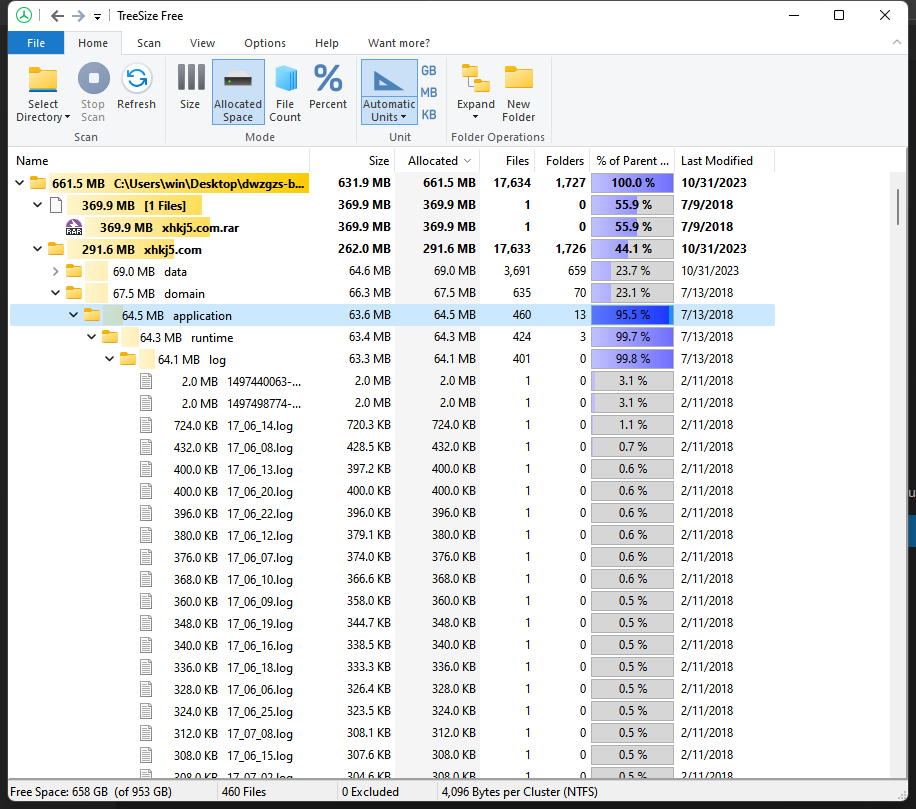 TreeSize Free
File Home Scan View Options Help Want more?
Select Directory Stop Scan Refresh Size Allocated Space File Count Percent Automatic Units GB MB KB Expand New Folder
Scan Mode Unit Folder Operations
Name Size Allocated Files Folders % of Parent ... Last Modified
661.5 MB C:\Users\win\Desktop\dwzgzs-b... 631.9 MB 661.5 MB 17,634 1,727 100.0 % 10/31/2023
369.9 MB [1 Files] 369.9 MB 369.9 MB 1 0 55.9 % 7/9/2018
RAR 369.9 MB xhkj5.com.rar 369.9 MB 369.9 MB 1 0 55.9 % 7/9/2018
291.6 MB xhkj5.com 262.0 MB 291.6 MB 17,633 1,726 44.1 % 10/31/2023
69.0 MB data 64.6 MB 69.0 MB 3,691 659 23.7 % 10/31/2023
67.5 MB domain 66.3 MB 67.5 MB 635 70 23.1 % 7/13/2018
64.5 MB application 63.6 MB 64.5 MB 460 13 95.5 % 7/13/2018
64.3 MB runtime 63.4 MB 64.3 MB 424 3 99.7 % 7/13/2018
64.1 MB log 63.3 MB 64.1 MB 401 0 99.8 % 7/13/2018
2.0 MB 1497440063-... 2.0 MB 2.0 MB 1 0 3.1 % 2/11/2018
2.0 MB 1497498774-... 2.0 MB 2.0 MB 1 0 3.1 % 2/11/2018
724.0 KB 17_06_14.log 720.3 KB 724.0 KB 1 0 1.1 % 2/11/2018
432.0 KB 17_06_08.log 428.5 KB 432.0 KB 1 0 0.7 % 2/11/2018
400.0 KB 17_06_13.log 397.2 KB 400.0 KB 1 0 0.6 % 2/11/2018
400.0 KB 17_06_20.log 400.0 KB 400.0 KB 1 0 0.6 % 2/11/2018
396.0 KB 17_06_22.log 396.0 KB 396.0 KB 1 0 0.6 % 2/11/2018
380.0 KB 17_06_12.log 379.1 KB 380.0 KB 1 0 0.6 % 2/11/2018
376.0 KB 17_06_07.log 374.0 KB 376.0 KB 1 0 0.6 % 2/11/2018
368.0 KB 17_06_10.log 366.6 KB 368.0 KB 1 0 0.6 % 2/11/2018
360.0 KB 17_06_09.log 358.0 KB 360.0 KB 1 0 0.5 % 2/11/2018
348.0 KB 17_06_19.log 344.7 KB 348.0 KB 1 0 0.5 % 2/11/2018
340.0 KB 17_06_16.log 338.5 KB 340.0 KB 1 0 0.5 % 2/11/2018
336.0 KB 17_06_18.log 333.3 KB 336.0 KB 1 0 0.5 % 2/11/2018
328.0 KB 17_06_06.log 326.4 KB 328.0 KB 1 0 0.5 % 2/11/2018
324.0 KB 17_06_25.log 323.5 KB 324.0 KB 1 0 0.5 % 2/11/2018
312.0 KB 17_07_08.log 308.1 KB 312.0 KB 1 0 0.5 % 2/11/2018
308.0 KB 17_06_15.log 307.6 KB 308.0 KB 1 0 0.5 % 2/11/2018
308.0 KB 17_07_02.log 304.6 KB 308.0 KB 1 0 0.5 % 2/11/2018
Free Space: 658 GB (of 953 GB) 460 Files 0 Excluded 4,096 Bytes per Cluster (NTFS)